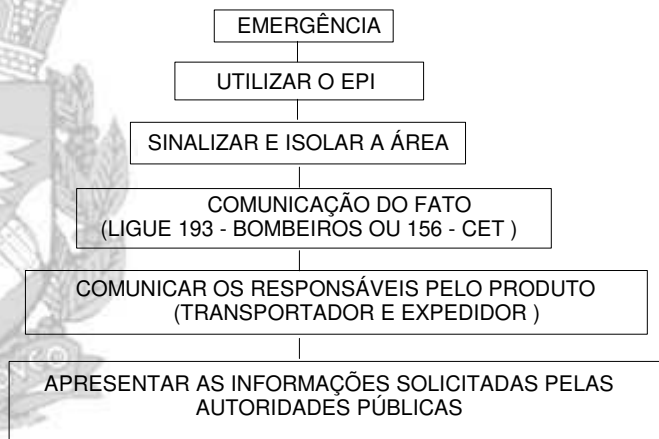 EMERGÊNCIA
UTILIZAR O EPI
SINALIZAR E ISOLAR A ÁREA
COMUNICAÇÃO DO FATO
(LIGUE 193 - BOMBEIROS OU 156 - CET )
COMUNICAR OS RESPONSÁVEIS PELO PRODUTO
(TRANSPORTADOR E EXPEDIDOR )
APRESENTAR AS INFORMAÇÕES SOLICITADAS PELAS
AUTORIDADES PÚBLICAS